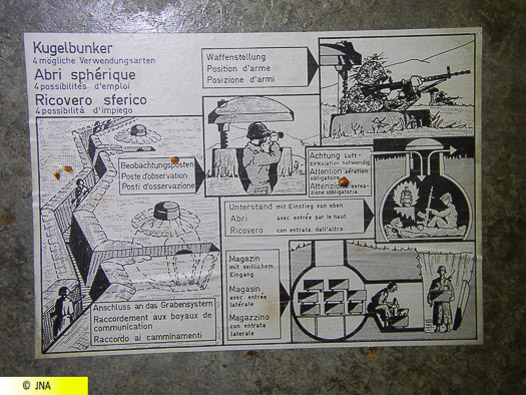 Kugelbunker
4 mögliche Verwendungsarten
Abri sphérique
4 possibilités d'emploi
Ricovero sferico
4 possibilità d'impiego
Waffenstellung
Position d'arme
Posizione d'armi
Beobachtungsposten
Poste d'observation
Posti d'osservazione
Achtung Luft-
zirkulation notwendig
Attention aération
obligatoire
Attenzione aerea-
zione obbligatoria
Unterstand mit Einstieg von oben
Abri avec entrée par le haut
Ricovero con entrata dall'altra
Magazin
mit seitlichem
Eingang
Magasin
avec entrée
latérale
Magazzino
con entrata
laterale
Anschluss an das Grabensystem
Raccordement aux boyaux de
communication
Raccordo ai camminamenti
© JNA